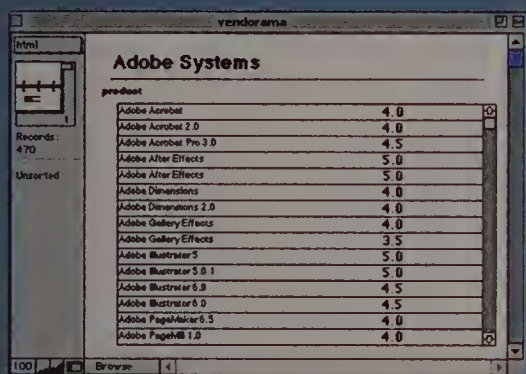 vendorama
html
1
Records:
470
Unsorted
Adobe Systems
product
Adobe Acrobat 4.0
Adobe Acrobat 2.0 4.0
Adobe Acrobat Pro 3.0 4.5
Adobe After Effects 5.0
Adobe After Effects 5.0
Adobe Dimensions 4.0
Adobe Dimensions 2.0 4.0
Adobe Gallery Effects 4.0
Adobe Gallery Effects 3.5
Adobe Illustrator 5 5.0
Adobe Illustrator 5.0.1 5.0
Adobe Illustrator 4.5
Adobe Illustrator 6.0 4.5
Adobe PageMaker 6.5 4.0
Adobe PageMill 1.0 4.0
100 Browse